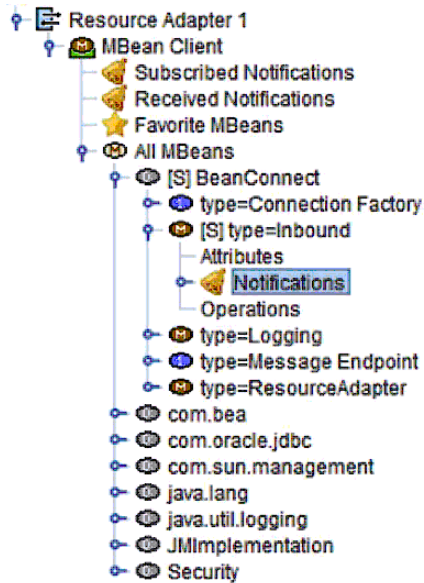 Resource Adapter 1
MBean Client
Subscribed Notifications
Received Notifications
Favorite MBeans
All MBeans
[S] BeanConnect
type=Connection Factory
[S] type=Inbound
Attributes
Notifications
Operations
type=Logging
type=Message Endpoint
type=ResourceAdapter
com.bea
com.oracle.jdbc
com.sun.management
java.lang
java.util.logging
JMImplementation
Security